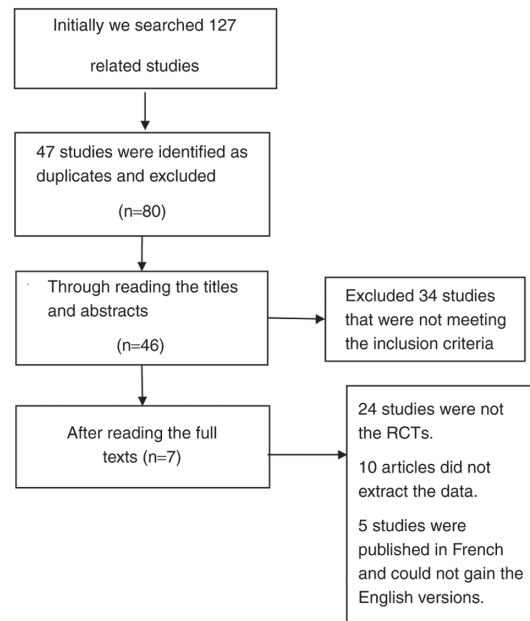 Initially we searched 127
related studies
47 studies were identified as
duplicates and excluded
(n=80)
Through reading the titles
and abstracts
(n=46)
Excluded 34 studies
that were not meeting
the inclusion criteria
After reading the full
texts (n=7)
24 studies were not
the RCTs.
10 articles did not
extract the data.
5 studies were
published in French
and could not gain the
English versions.